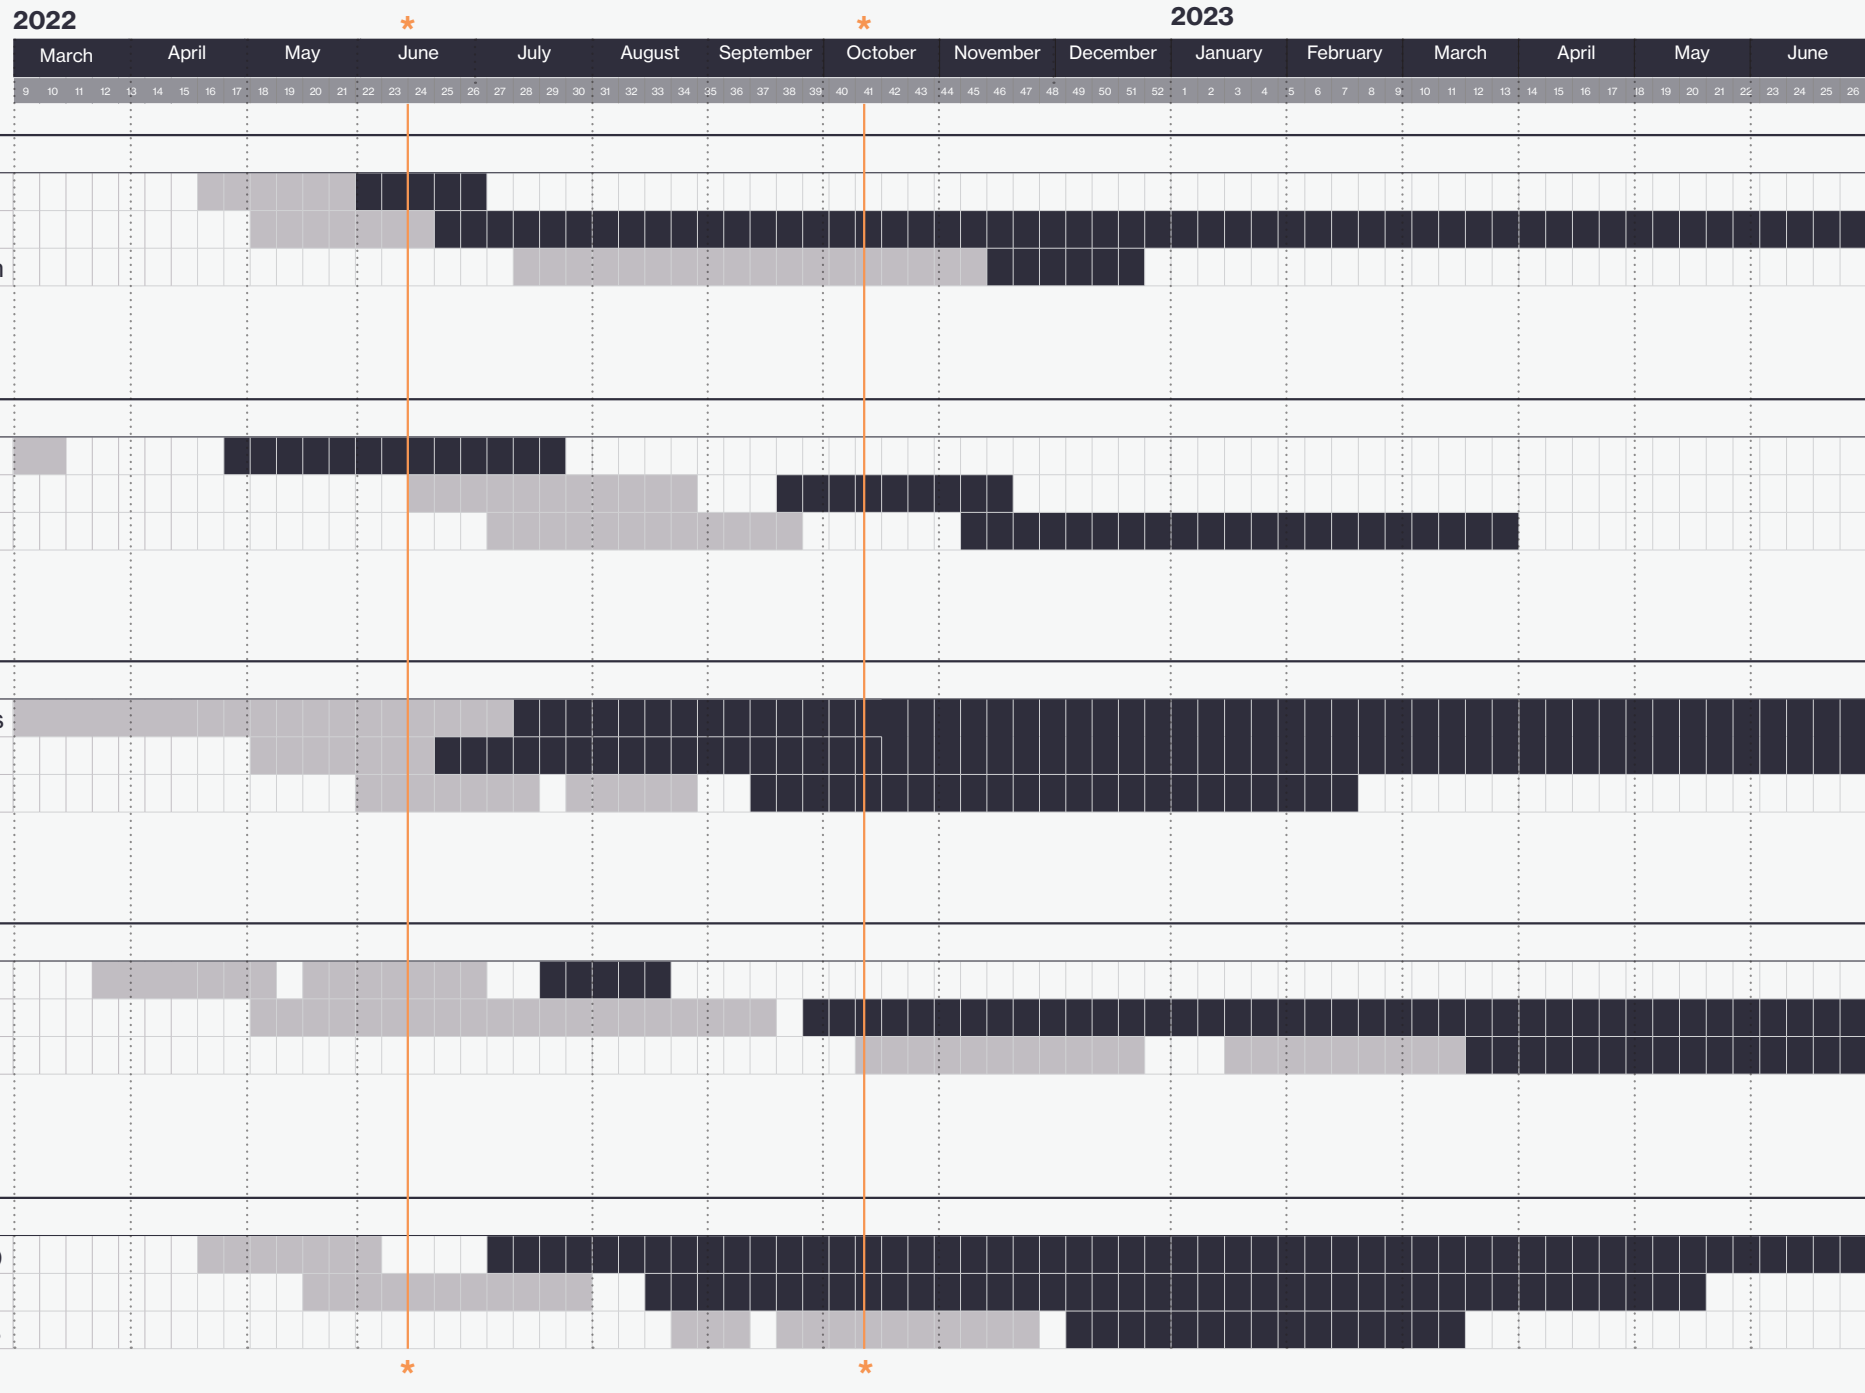 2022 * * 2023
March April May June July August September October November December January February March April May June
9 10 11 12 13 14 15 16 17 18 19 20 21 22 23 24 25 26 27 28 29 30 31 32 33 34 35 36 37 38 39 40 41 42 43 44 45 46 47 48 49 50 51 52 1 2 3 4 5 6 7 8 9 10 11 12 13 14 15 16 17 18 19 20 21 22 23 24 25 26
* *